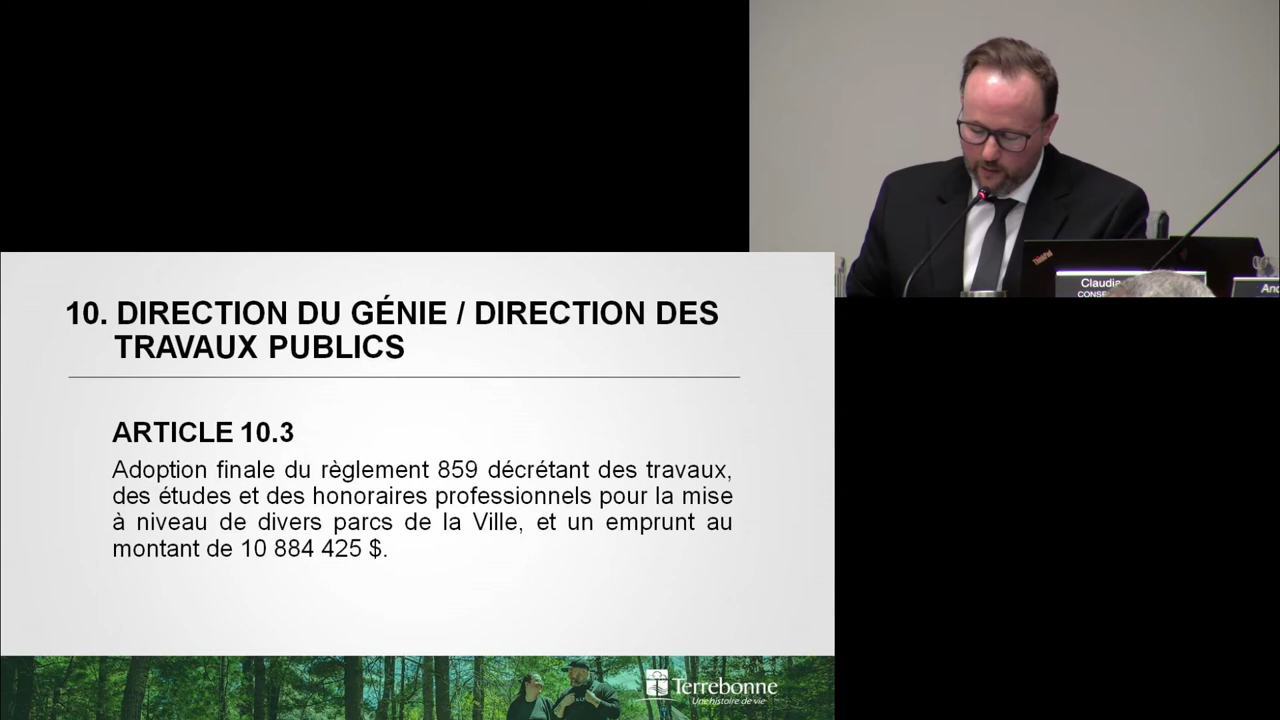 ThinkPad
Claudia
10. DIRECTION DU GÉNIE / DIRECTION DES
TRAVAUX PUBLICS
ARTICLE 10.3
Adoption finale du règlement 859 décrétant des travaux,
des études et des honoraires professionnels pour la mise
à niveau de divers parcs de la Ville, et un emprunt au
montant de 10 884 425 $.
Terrebonne
Une histoire de vie